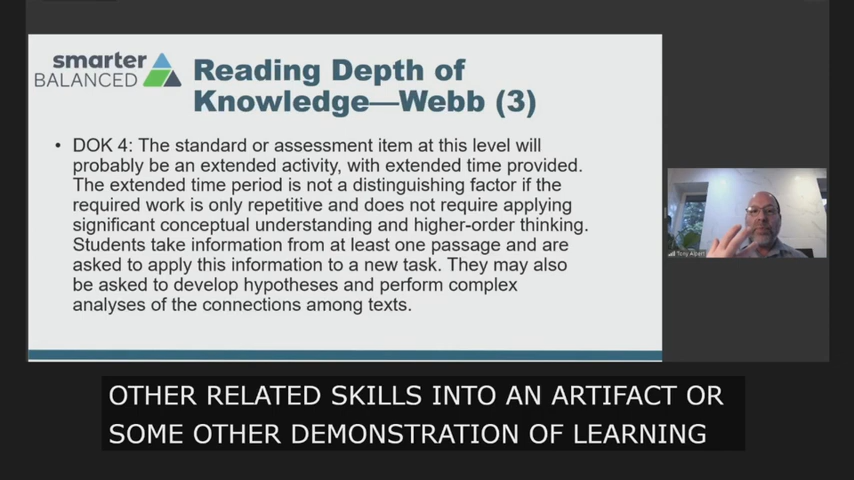 smarter
BALANCED
Reading Depth of
Knowledge—Webb (3)
• DOK 4: The standard or assessment item at this level will
probably be an extended activity, with extended time provided.
The extended time period is not a distinguishing factor if the
required work is only repetitive and does not require applying
significant conceptual understanding and higher-order thinking.
Students take information from at least one passage and are
asked to apply this information to a new task. They may also
be asked to develop hypotheses and perform complex
analyses of the connections among texts.
Tony Alpert
OTHER RELATED SKILLS INTO AN ARTIFACT OR
SOME OTHER DEMONSTRATION OF LEARNING